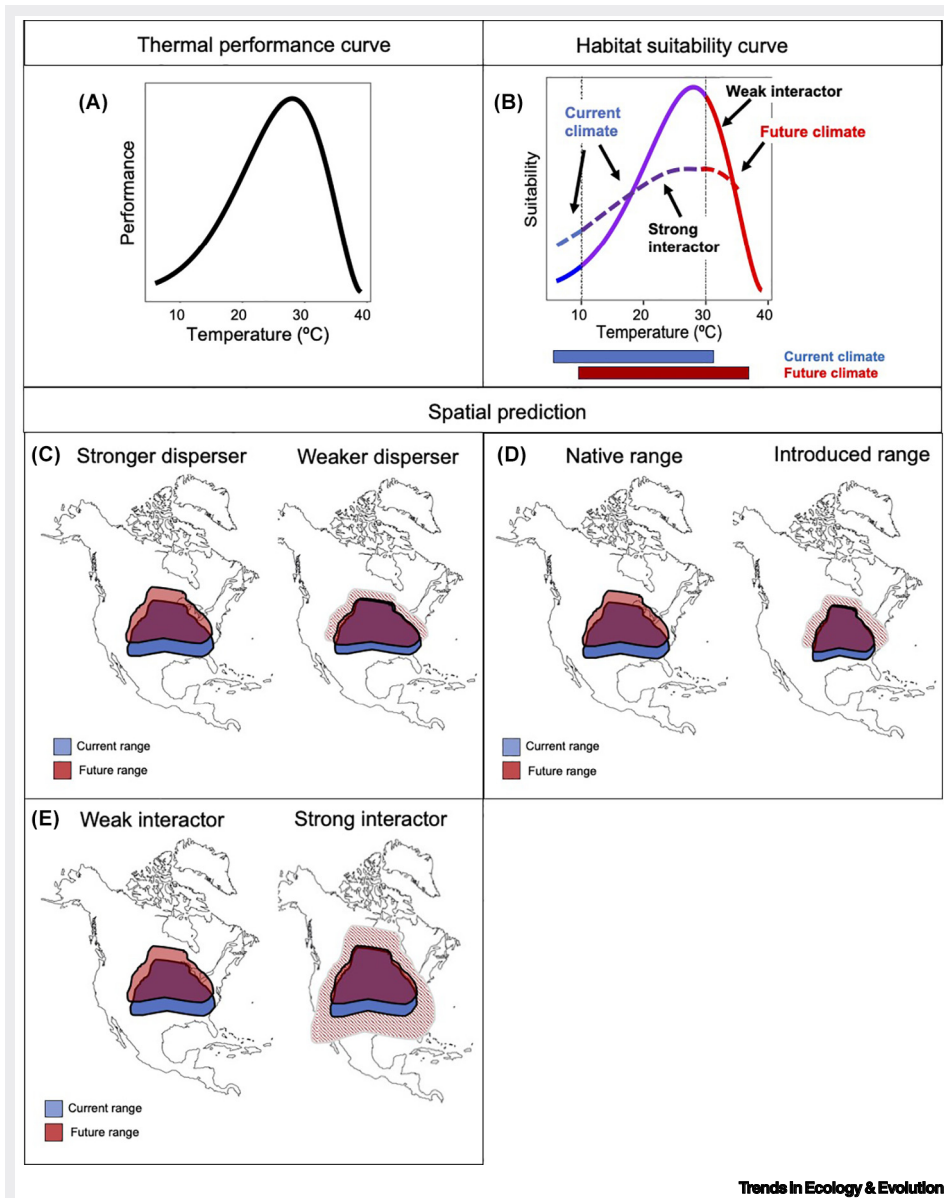 Thermal performance curve
Habitat suitability curve
(A)
Performance
10 20 30 40
Temperature (ºC)
(B)
Suitability
Current
climate
Weak interactor
Future climate
Strong
interactor
10 20 30 40
Temperature (ºC)
Current climate
Future climate
Spatial prediction
(C)
Stronger disperser
Weaker disperser
Current range
Future range
(D)
Native range
Introduced range
Current range
Future range
(E)
Weak interactor
Strong interactor
Current range
Future range
Trends in Ecology & Evolution